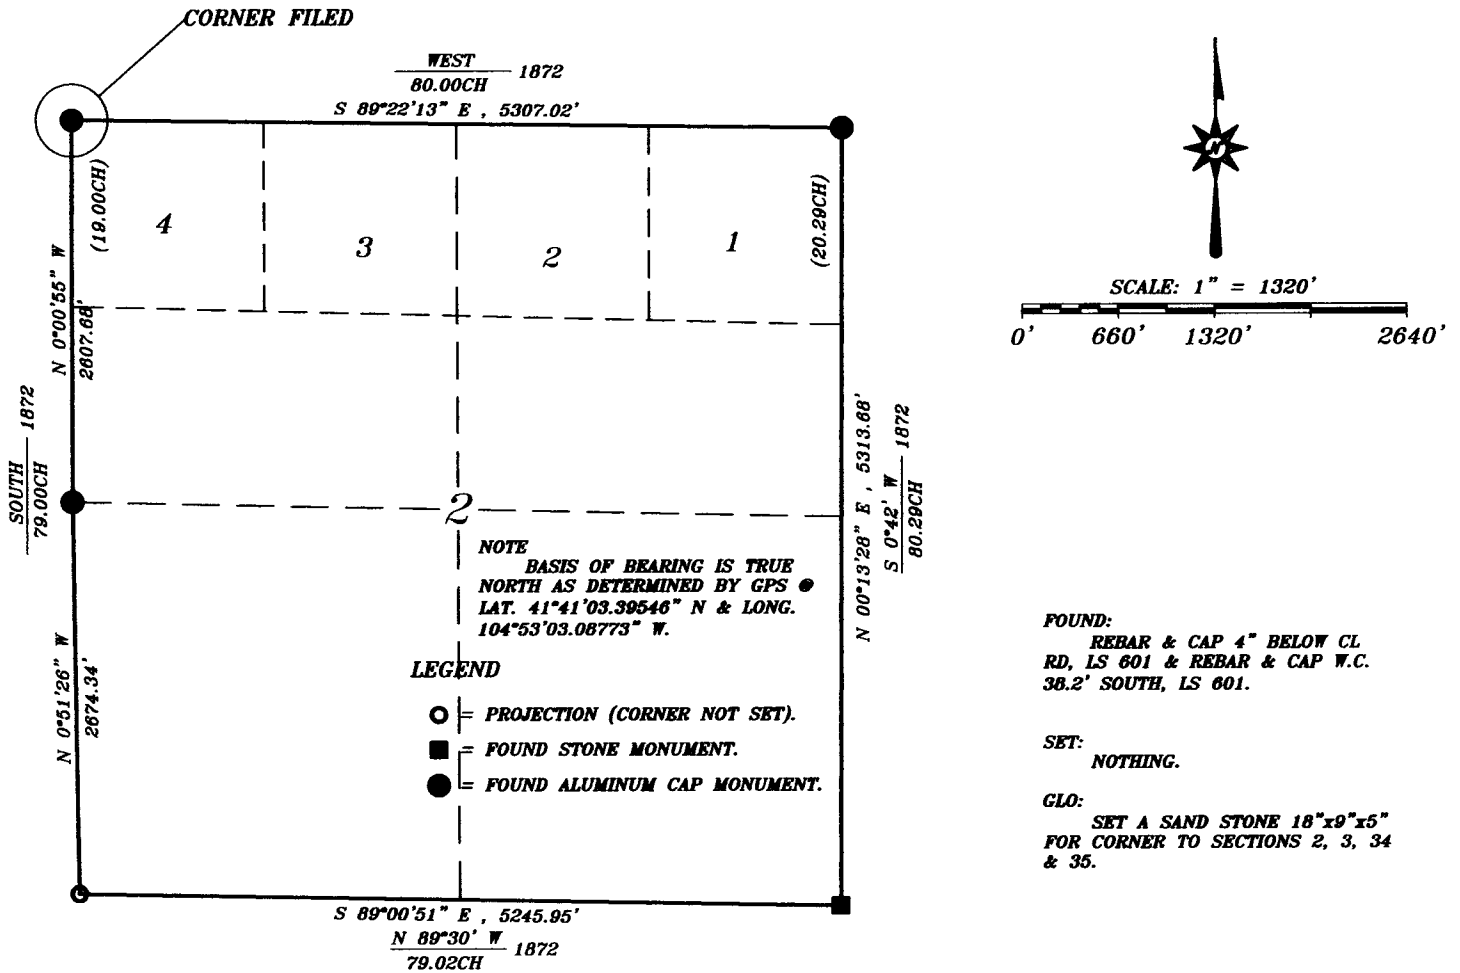 CORNER FILED
WEST
80.00CH
1872
S 89°22'13" E , 5307.02'
(19.00CH)
4
3
2
1
(20.29CH)
N 0°00'55" W
2607.68'
SOUTH
79.00CH
1872
2
N 00°13'28" E , 5313.68'
S 0°42' W
80.29CH
1872
NOTE
BASIS OF BEARING IS TRUE
NORTH AS DETERMINED BY GPS @
LAT. 41°41'03.39546" N & LONG.
104°53'03.08773" W.
N 0°51'26" W
2674.34'
LEGEND
= PROJECTION (CORNER NOT SET).
= FOUND STONE MONUMENT.
= FOUND ALUMINUM CAP MONUMENT.
S 89°00'51" E , 5245.95'
N 89°30' W
79.02CH
1872
N
SCALE: 1" = 1320'
0' 660' 1320' 2640'
FOUND:
REBAR & CAP 4" BELOW CL
RD, LS 601 & REBAR & CAP W.C.
38.2' SOUTH, LS 601.
SET:
NOTHING.
GLO:
SET A SAND STONE 18"x9"x5"
FOR CORNER TO SECTIONS 2, 3, 34
& 35.